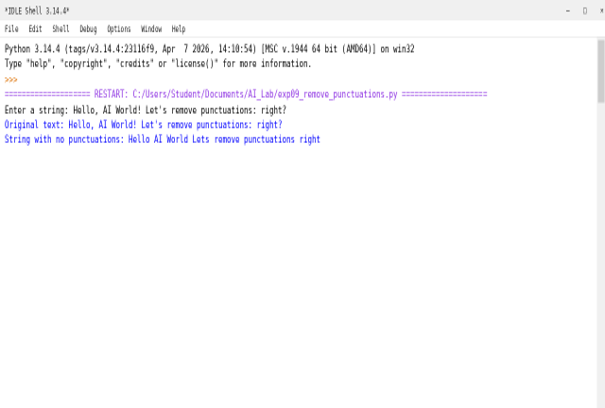 *IDLE Shell 3.14.4*
File Edit Shell Debug Options Window Help
Python 3.14.4 (tags/v3.14.4:23116f9, Apr 7 2026, 14:10:54) [MSC v.1944 64 bit (AMD64)] on win32
Type "help", "copyright", "credits" or "license()" for more information.
>>>
==================== RESTART: C:/Users/Student/Documents/AI_Lab/exp09_remove_punctuations.py ====================
Enter a string: Hello, AI World! Let's remove punctuations: right?
Original text: Hello, AI World! Let's remove punctuations: right?
String with no punctuations: Hello AI World Lets remove punctuations right